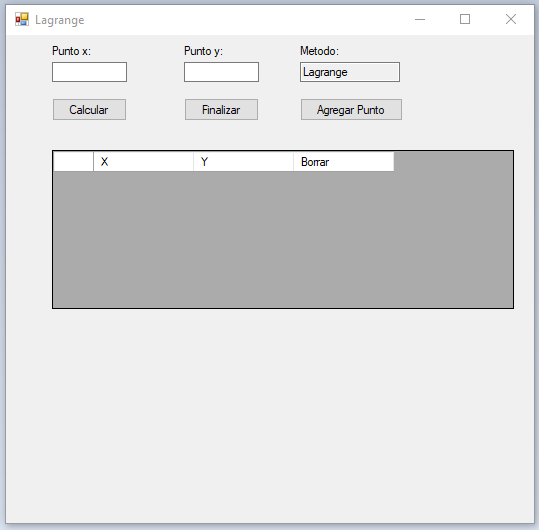 Lagrange
Punto x: Punto y: Metodo:
Lagrange
Calcular Finalizar Agregar Punto
X Y Borrar